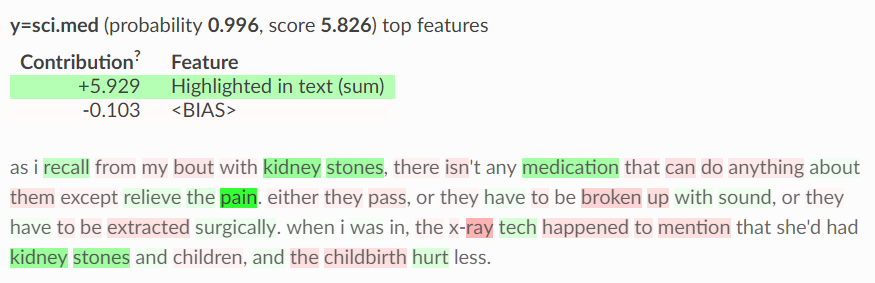 y=sci.med (probability 0.996, score 5.826) top features
Contribution? Feature
+5.929 Highlighted in text (sum)
-0.103 <BIAS>
as i recall from my bout with kidney stones, there isn't any medication that can do anything about
them except relieve the pain. either they pass, or they have to be broken up with sound, or they
have to be extracted surgically. when i was in, the x-ray tech happened to mention that she'd had
kidney stones and children, and the childbirth hurt less.